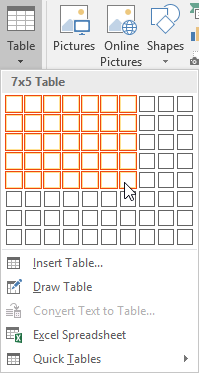 Table
Pictures
Online
Pictures
Shapes
7x5 Table
Insert Table...
Draw Table
Convert Text to Table...
Excel Spreadsheet
Quick Tables